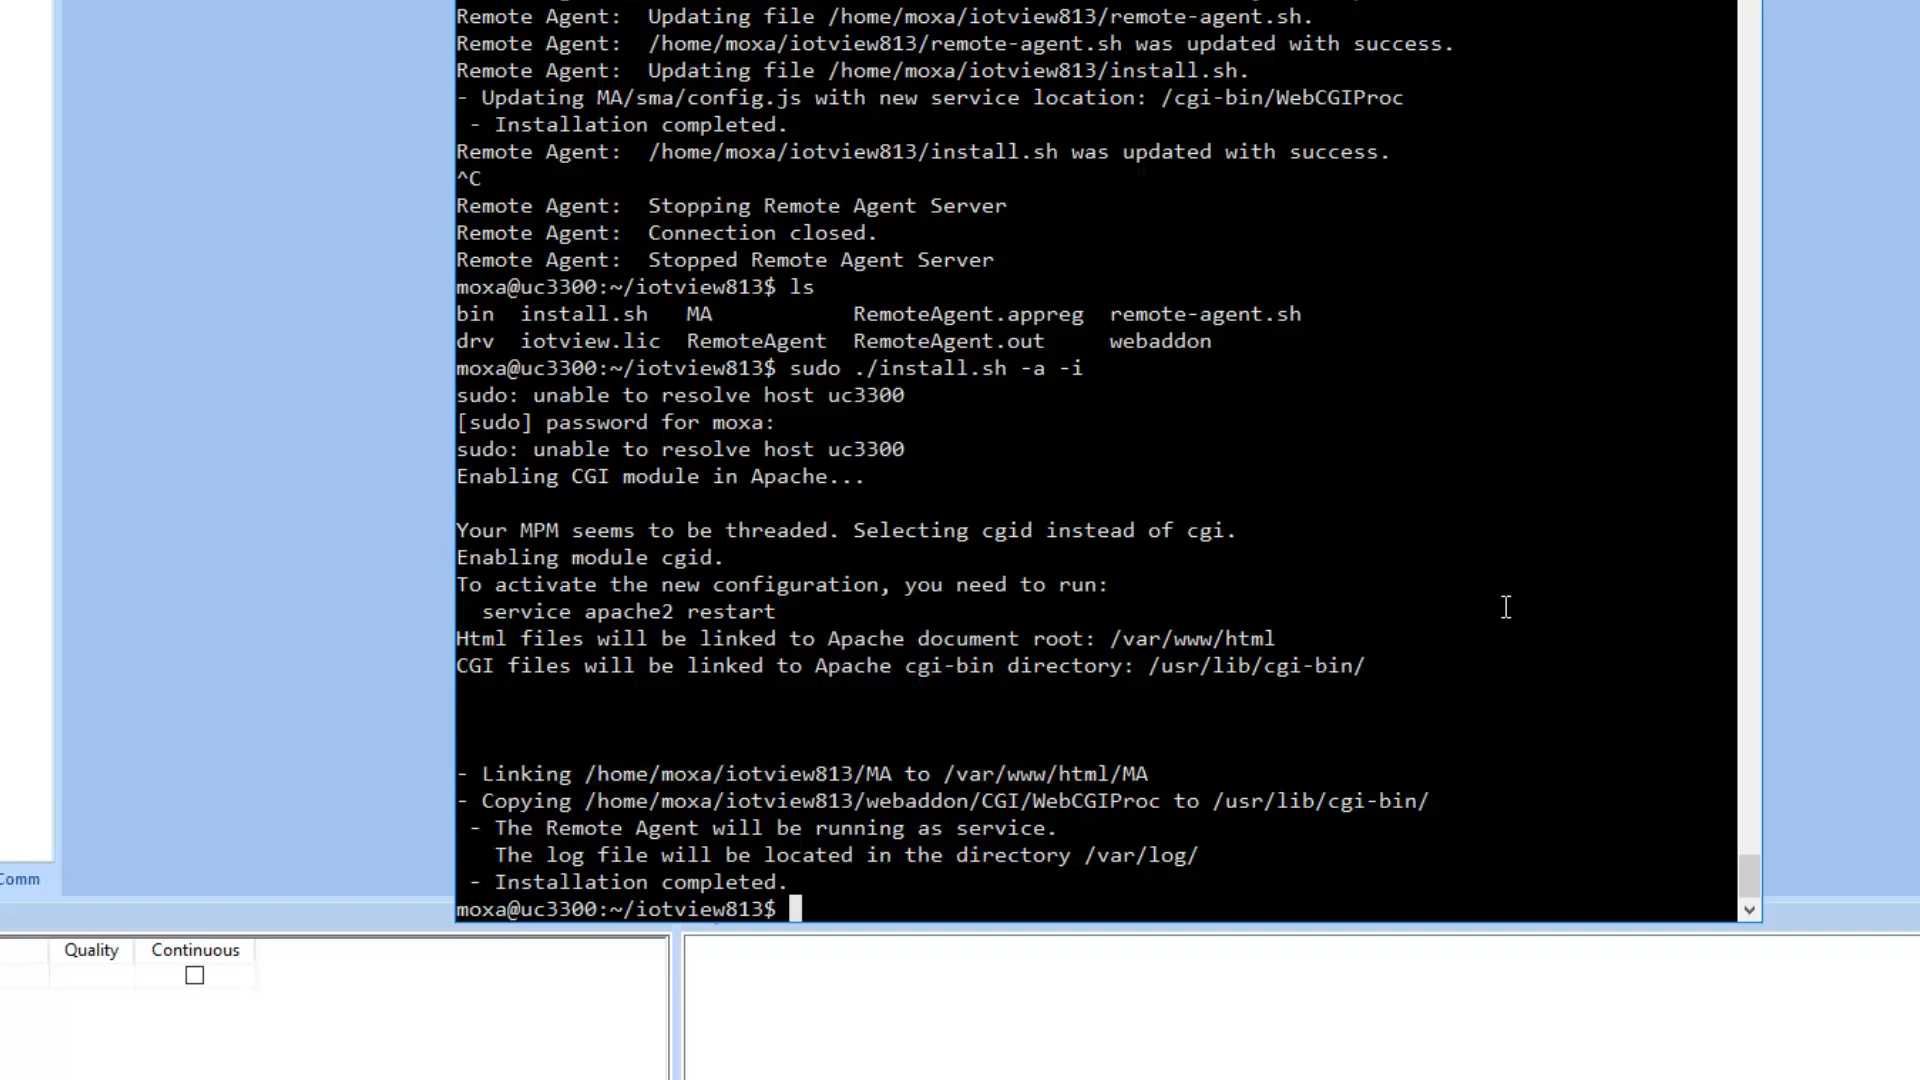 Remote Agent:  Updating file /home/moxa/iotview813/remote-agent.sh.
Remote Agent:  /home/moxa/iotview813/remote-agent.sh was updated with success.
Remote Agent:  Updating file /home/moxa/iotview813/install.sh.
- Updating MA/sma/config.js with new service location: /cgi-bin/WebCGIProc
 - Installation completed.
Remote Agent:  /home/moxa/iotview813/install.sh was updated with success.
^C
Remote Agent:  Stopping Remote Agent Server
Remote Agent:  Connection closed.
Remote Agent:  Stopped Remote Agent Server
moxa@uc3300:~/iotview813$ ls
bin  install.sh   MA           RemoteAgent.appreg  remote-agent.sh
drv  iotview.lic  RemoteAgent  RemoteAgent.out     webaddon
moxa@uc3300:~/iotview813$ sudo ./install.sh -a -i
sudo: unable to resolve host uc3300
[sudo] password for moxa:
sudo: unable to resolve host uc3300
Enabling CGI module in Apache...
Your MPM seems to be threaded. Selecting cgid instead of cgi.
Enabling module cgid.
To activate the new configuration, you need to run:
  service apache2 restart
Html files will be linked to Apache document root: /var/www/html
CGI files will be linked to Apache cgi-bin directory: /usr/lib/cgi-bin/
- Linking /home/moxa/iotview813/MA to /var/www/html/MA
- Copying /home/moxa/iotview813/webaddon/CGI/WebCGIProc to /usr/lib/cgi-bin/
 - The Remote Agent will be running as service.
   The log file will be located in the directory /var/log/
 - Installation completed.
moxa@uc3300:~/iotview813$
Comm
Quality  Continuous